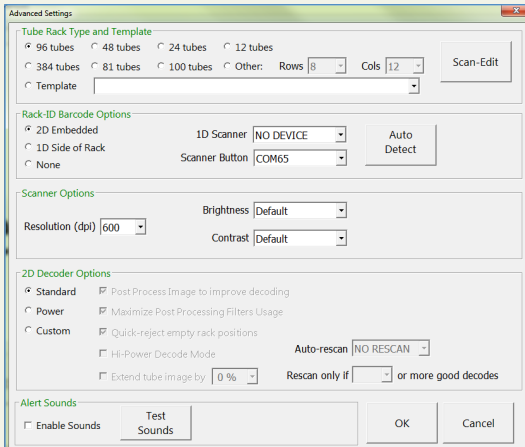 Advanced Settings
Tube Rack Type and Template
96 tubes 48 tubes 24 tubes 12 tubes
384 tubes 81 tubes 100 tubes Other: Rows 8 Cols 12
Scan-Edit
Template
Rack-ID Barcode Options
2D Embedded
1D Side of Rack
None
1D Scanner NO DEVICE
Scanner Button COM65
Auto
Detect
Scanner Options
Resolution (dpi) 600
Brightness Default
Contrast Default
2D Decoder Options
Standard Post Process Image to improve decoding
Power Maximize Post Processing Filters Usage
Custom Quick-reject empty rack positions
Hi-Power Decode Mode Auto-rescan NO RESCAN
Extend tube image by 0 % Rescan only if or more good decodes
Alert Sounds
Enable Sounds
Test
Sounds
OK
Cancel